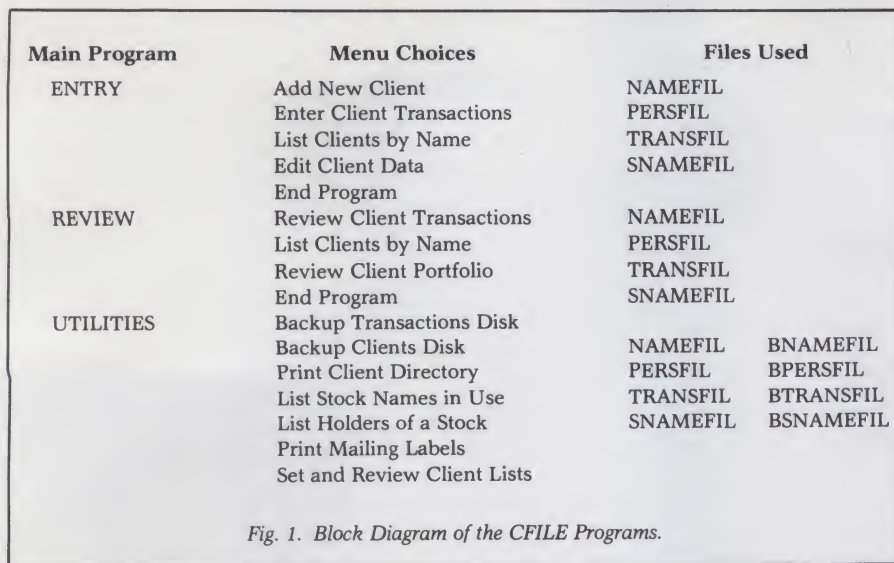 Main Program Menu Choices Files Used
ENTRY Add New Client NAMEFIL
Enter Client Transactions PERSFIL
List Clients by Name TRANSFIL
Edit Client Data SNAMEFIL
End Program
REVIEW Review Client Transactions NAMEFIL
List Clients by Name PERSFIL
Review Client Portfolio TRANSFIL
End Program SNAMEFIL
UTILITIES Backup Transactions Disk
Backup Clients Disk NAMEFIL BNAMEFIL
Print Client Directory PERSFIL BPERSFIL
List Stock Names in Use TRANSFIL BTRANSFIL
List Holders of a Stock SNAMEFIL BSNAMEFIL
Print Mailing Labels
Set and Review Client Lists
Fig. 1. Block Diagram of the CFILE Programs.